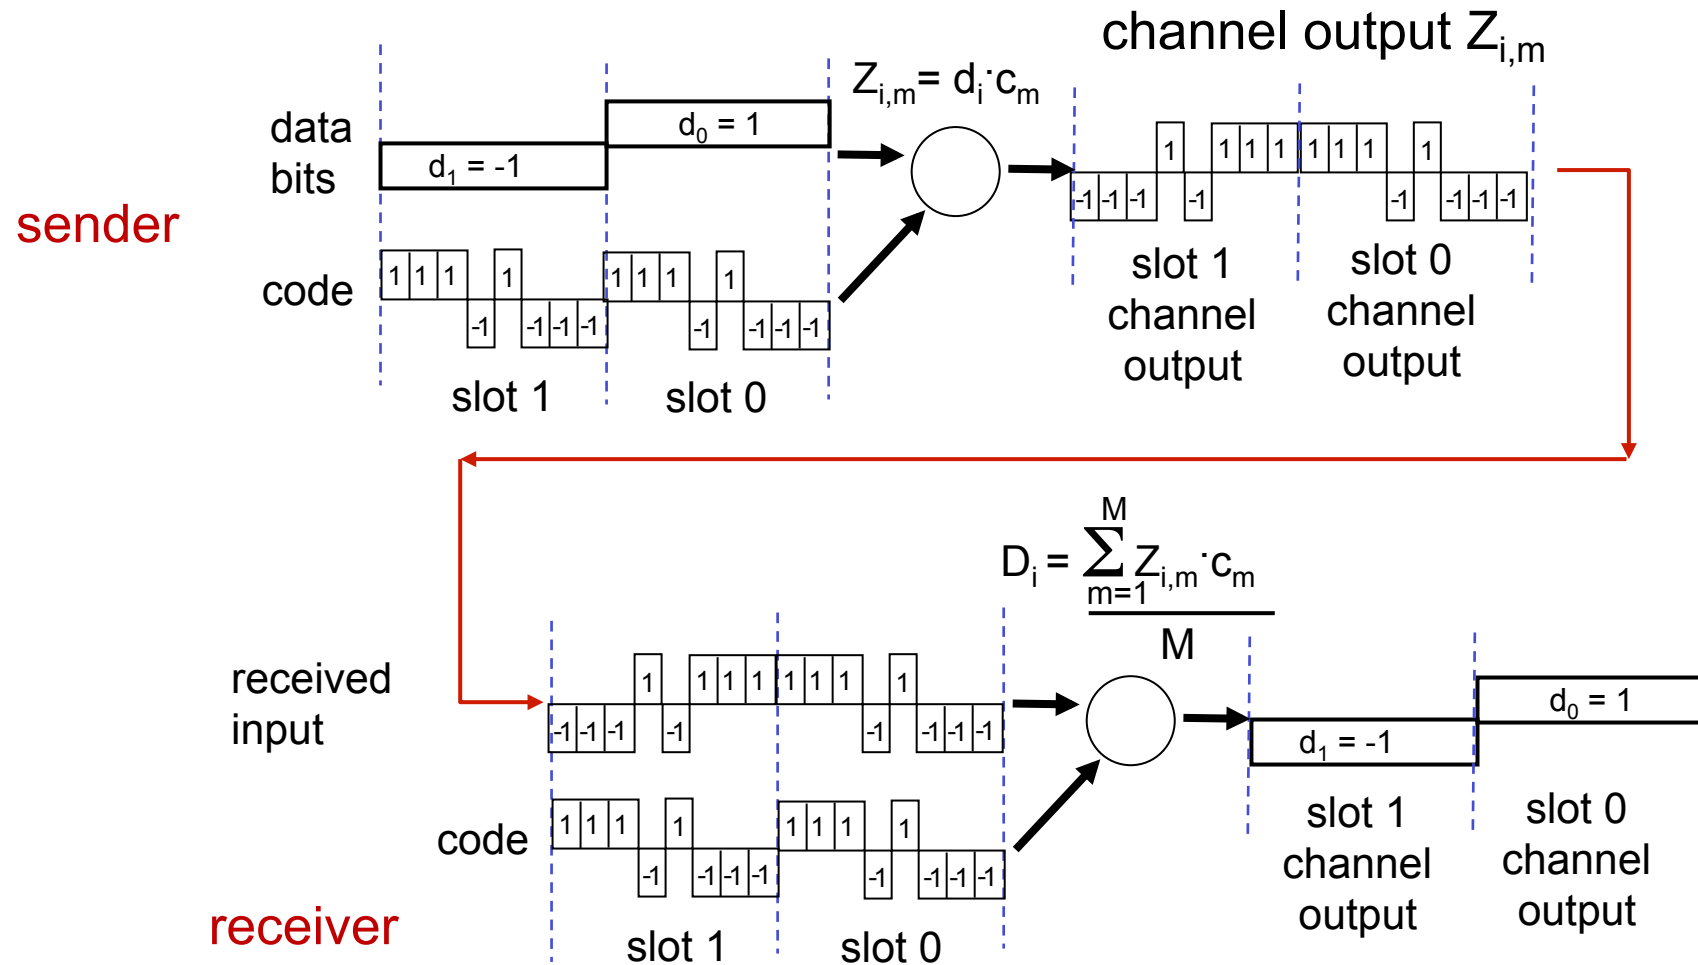 channel output Z_i,m
Z_i,m = d_i·c_m
data bits
d_0 = 1
d_1 = -1
sender
code
1 1 1 -1 1 -1 -1 -1 1 1 1 -1 1 -1 -1 -1
slot 1 slot 0
-1 -1 -1 1 -1 1 1 1 1 1 1 -1 1 -1 -1 -1
slot 1 channel output
slot 0 channel output
D_i = Σ_{m=1}^{M} Z_i,m·c_m
M
received input
-1 -1 -1 1 -1 1 1 1 1 1 1 -1 1 -1 -1 -1
code
1 1 1 -1 1 -1 -1 -1 1 1 1 -1 1 -1 -1 -1
slot 1 slot 0
receiver
d_0 = 1
d_1 = -1
slot 1 channel output
slot 0 channel output